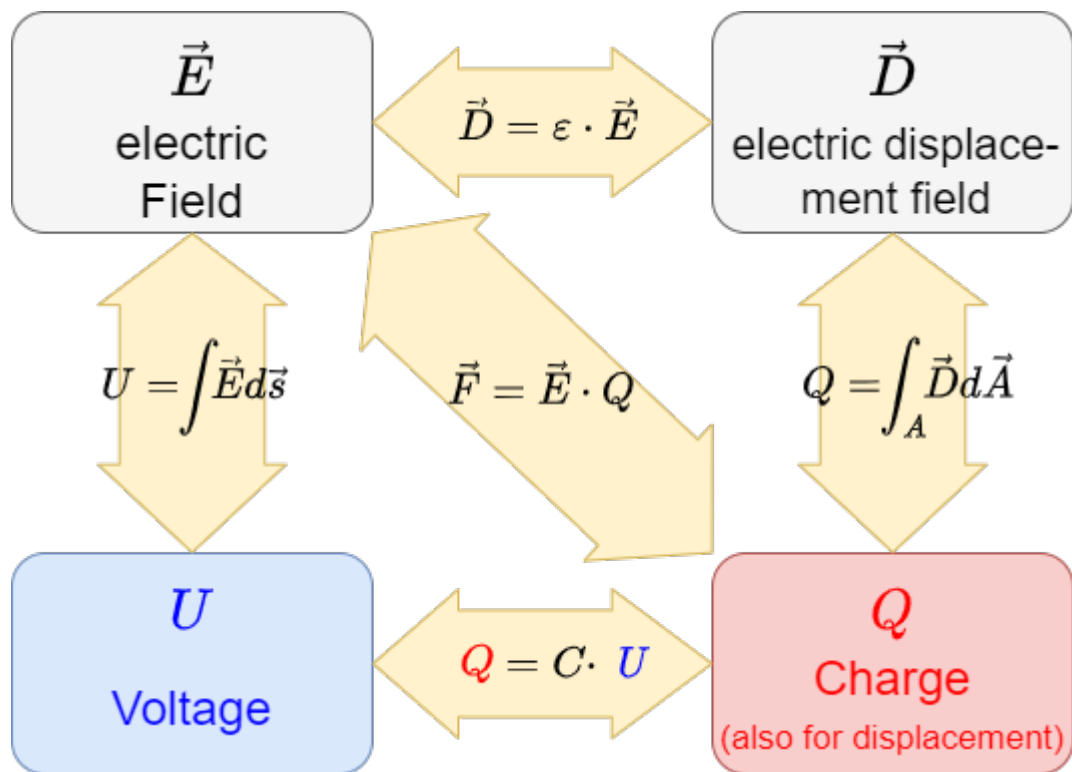 E⃗
electric
Field
D⃗ = ε · E⃗
D⃗
electric displace-
ment field
U = ∫E⃗ds⃗
F⃗ = E⃗ · Q
Q = ∫_A D⃗dA⃗
U
Voltage
Q = C· U
Q
Charge
(also for displacement)